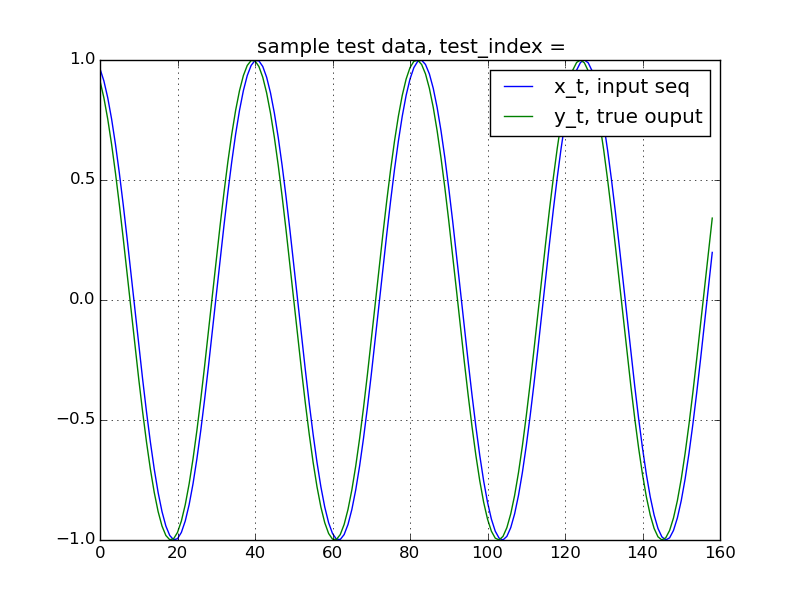 sample test data, test_index =
x_t, input seq
y_t, true ouput
1.0
0.5
0.0
−0.5
−1.0
0 20 40 60 80 100 120 140 160